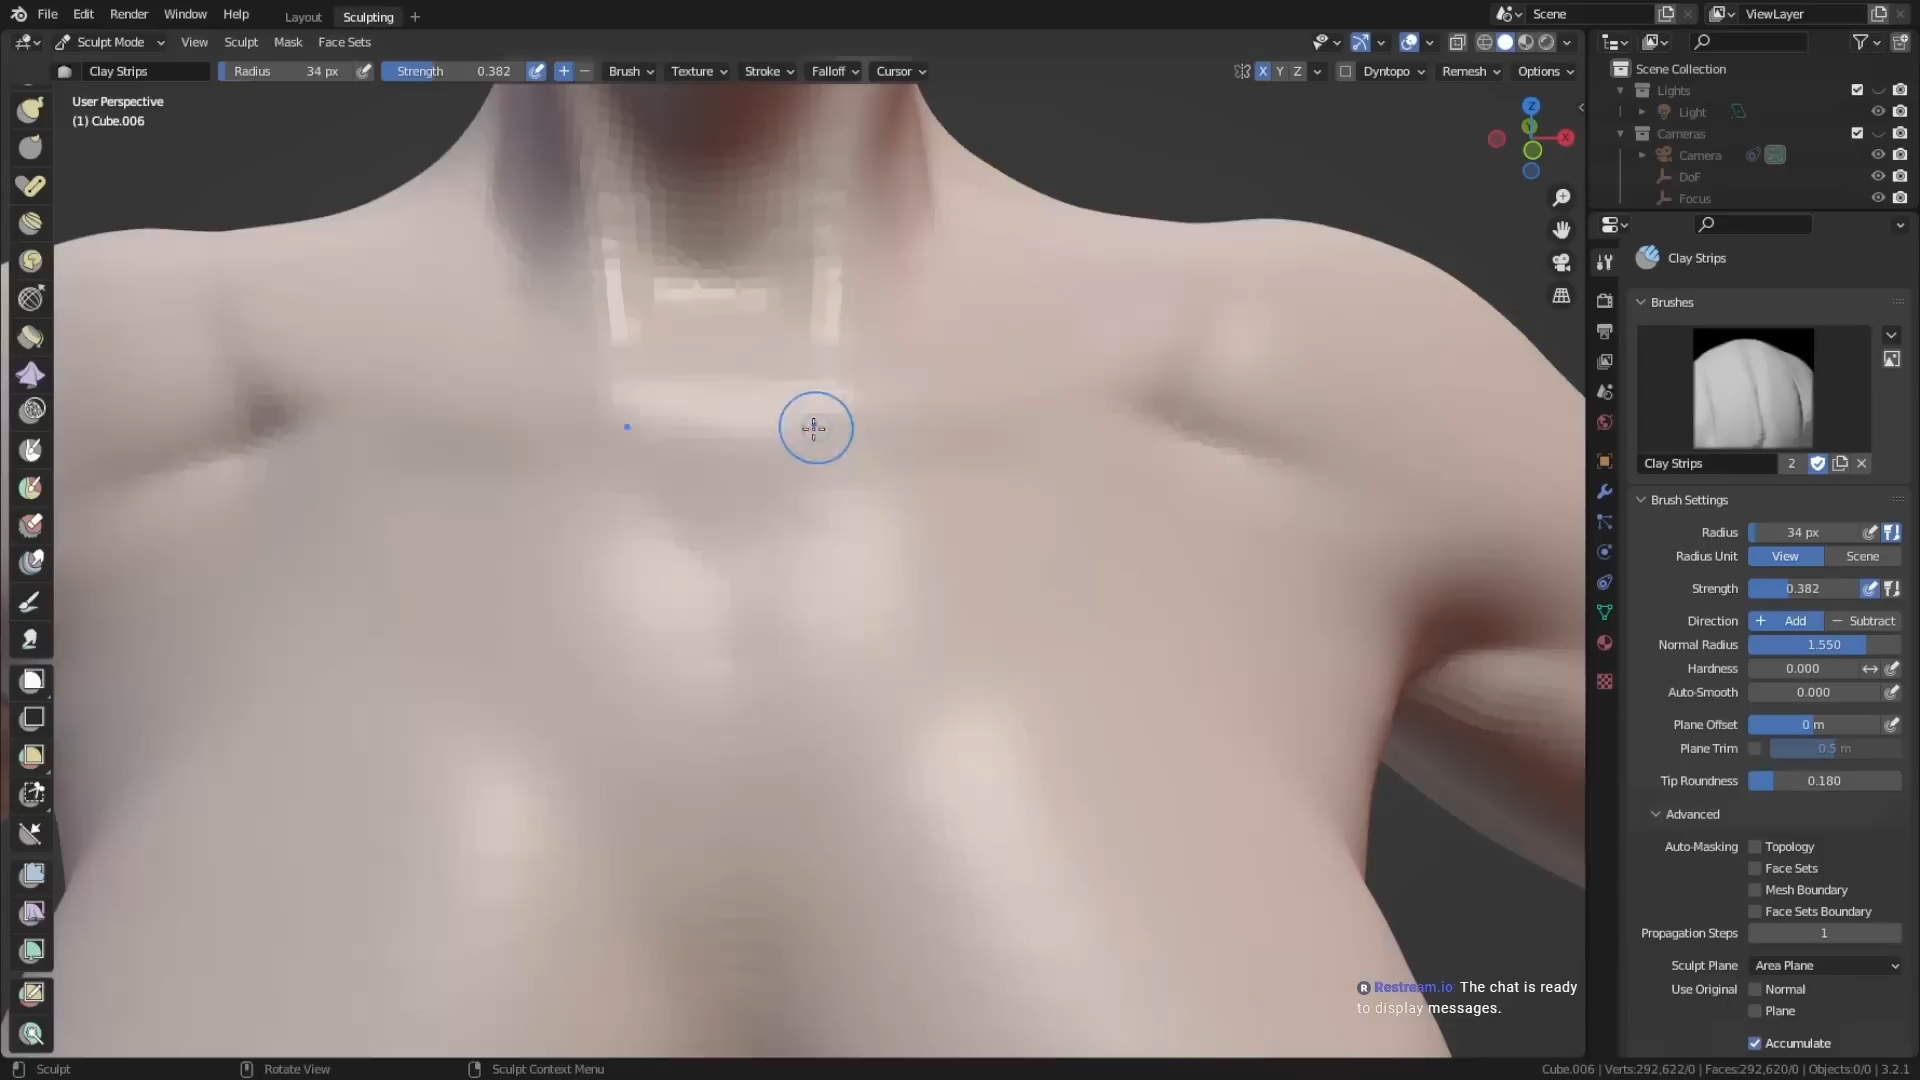 File Edit Render Window Help Layout Sculpting + Scene ViewLayer
Sculpt Mode View Sculpt Mask Face Sets
Clay Strips Radius 34 px Strength 0.382 Brush Texture Stroke Falloff Cursor X Y Z Dyntopo Remesh Options
User Perspective
(1) Cube.006
Z
X
Scene Collection
Lights
Light
Cameras
Camera
DoF
Focus
Clay Strips
Brushes
Clay Strips 2
Brush Settings
Radius 34 px
Radius Unit View Scene
Strength 0.382
Direction + Add − Subtract
Normal Radius 1.550
Hardness 0.000
Auto-Smooth 0.000
Plane Offset 0 m
Plane Trim 0.5 m
Tip Roundness 0.180
Advanced
Auto-Masking Topology
Face Sets
Mesh Boundary
Face Sets Boundary
Propagation Steps 1
Sculpt Plane Area Plane
Use Original Normal
Plane
Accumulate
R Restream.io The chat is ready
to display messages.
Sculpt Rotate View Sculpt Context Menu Cube.006 | Verts:292,622/0 | Faces:292,620/0 | Objects:0/0 | 3.2.1